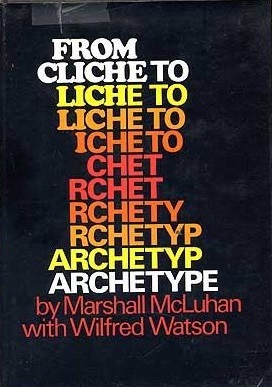 FROM
CLICHE TO
LICHE TO
LICHE TO
ICHE TO
CHET
RCHET
RCHETY
RCHETYP
ARCHETYP
ARCHETYPE
by Marshall McLuhan
with Wilfred Watson